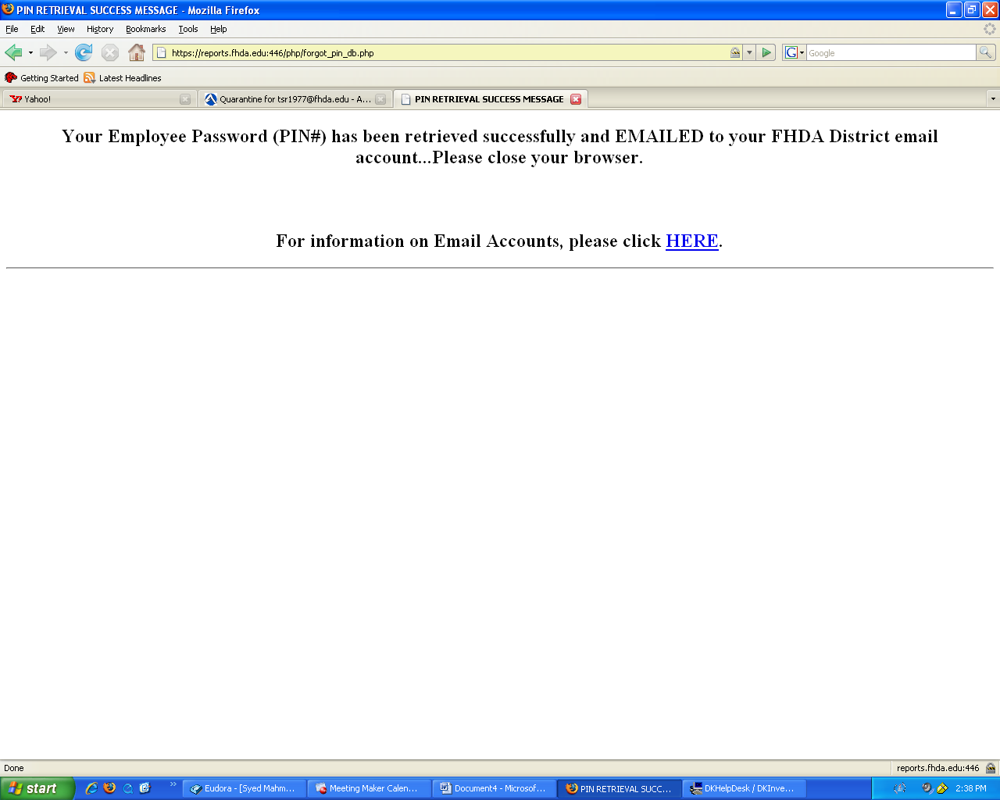 PIN RETRIEVAL SUCCESS MESSAGE - Mozilla Firefox
File Edit View History Bookmarks Tools Help
https://reports.fhda.edu:446/php/forgot_pin_db.php G Google
Getting Started Latest Headlines
Yahoo! Quarantine for tsr1977@fhda.edu - A... PIN RETRIEVAL SUCCESS MESSAGE
Your Employee Password (PIN#) has been retrieved successfully and EMAILED to your FHDA District email
account...Please close your browser.
For information on Email Accounts, please click HERE.
Done reports.fhda.edu:446
start Eudora - [Syed Mahm... Meeting Maker Calen... Document4 - Microsof... PIN RETRIEVAL SUCC... DKHelpDesk / DKInve... 2:38 PM